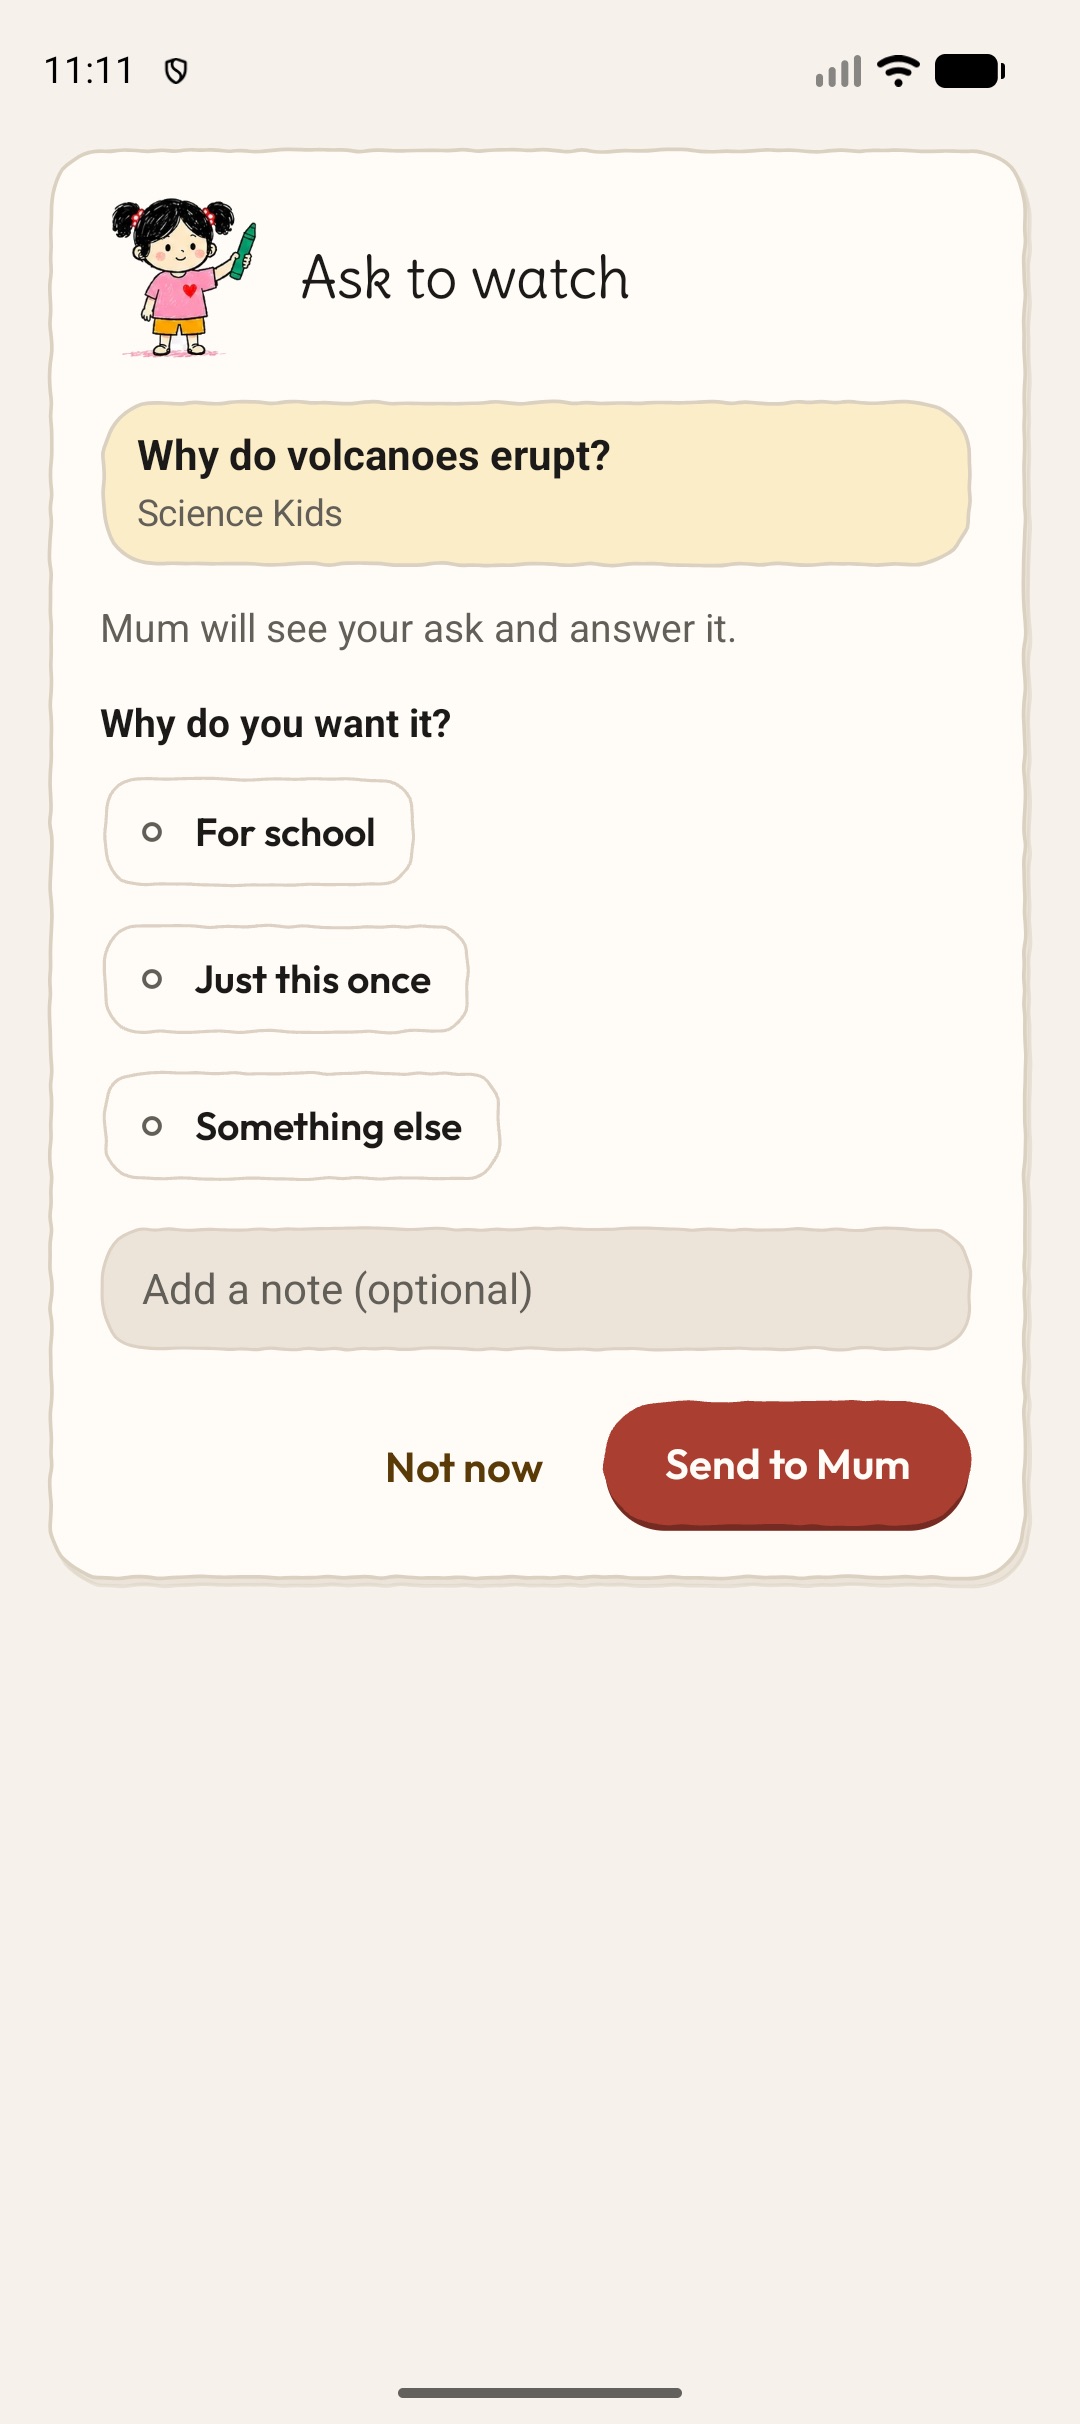 11:11
Ask to watch
Why do volcanoes erupt?
Science Kids
Mum will see your ask and answer it.
Why do you want it?
For school
Just this once
Something else
Add a note (optional)
Not now
Send to Mum